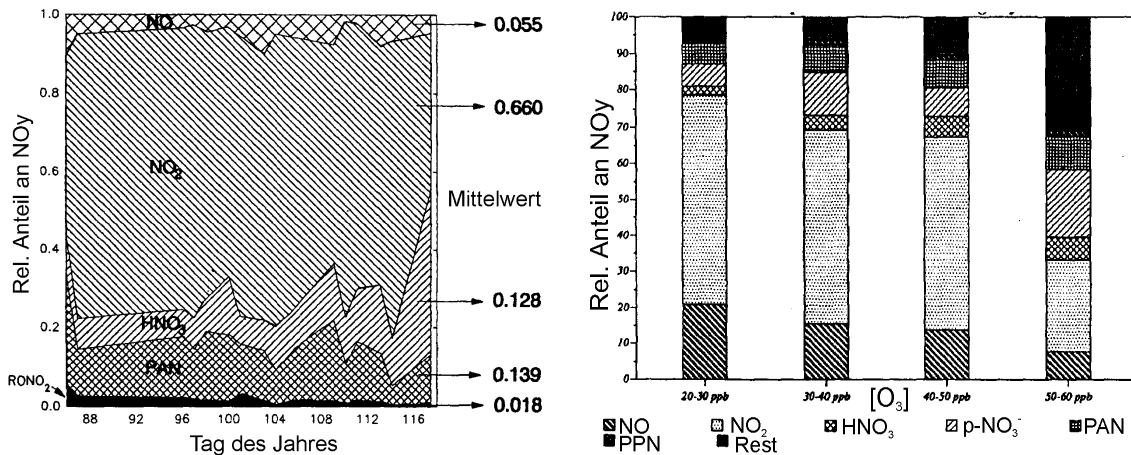 Rel. Anteil an NOy
1.0
0.8
0.6
0.4
0.2
0.0
NO
NO₂
HNO₃
PAN
RONO₂
88 92 96 100 104 108 112 116
Tag des Jahres
0.055
0.660
Mittelwert
0.128
0.139
0.018
Rel. Anteil an NOy
100
90
80
70
60
50
40
30
20
10
0
20-30 ppb 30-40 ppb [O₃] 40-50 ppb 50-60 ppb
NO NO₂ HNO₃ p-NO₃⁻ PAN
PPN Rest